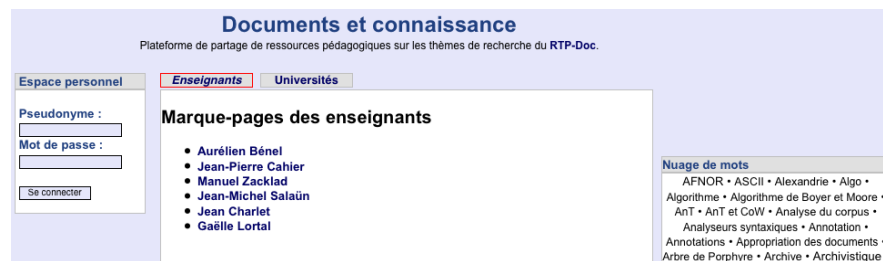 Documents et connaissance
Plateforme de partage de ressources pédagogiques sur les thèmes de recherche du RTP-Doc.
Espace personnel
Pseudonyme :
Mot de passe :
Se connecter
Enseignants Universités
Marque-pages des enseignants
• Aurélien Bénel
• Jean-Pierre Cahier
• Manuel Zacklad
• Jean-Michel Salaün
• Jean Charlet
• Gaëlle Lortal
Nuage de mots
AFNOR • ASCII • Alexandrie • Algo •
Algorithme • Algorithme de Boyer et Moore •
AnT • AnT et CoW • Analyse du corpus •
Analyseurs syntaxiques • Annotation •
Annotations • Appropriation des documents •
Arbre de Porphyre • Archive • Archivistique